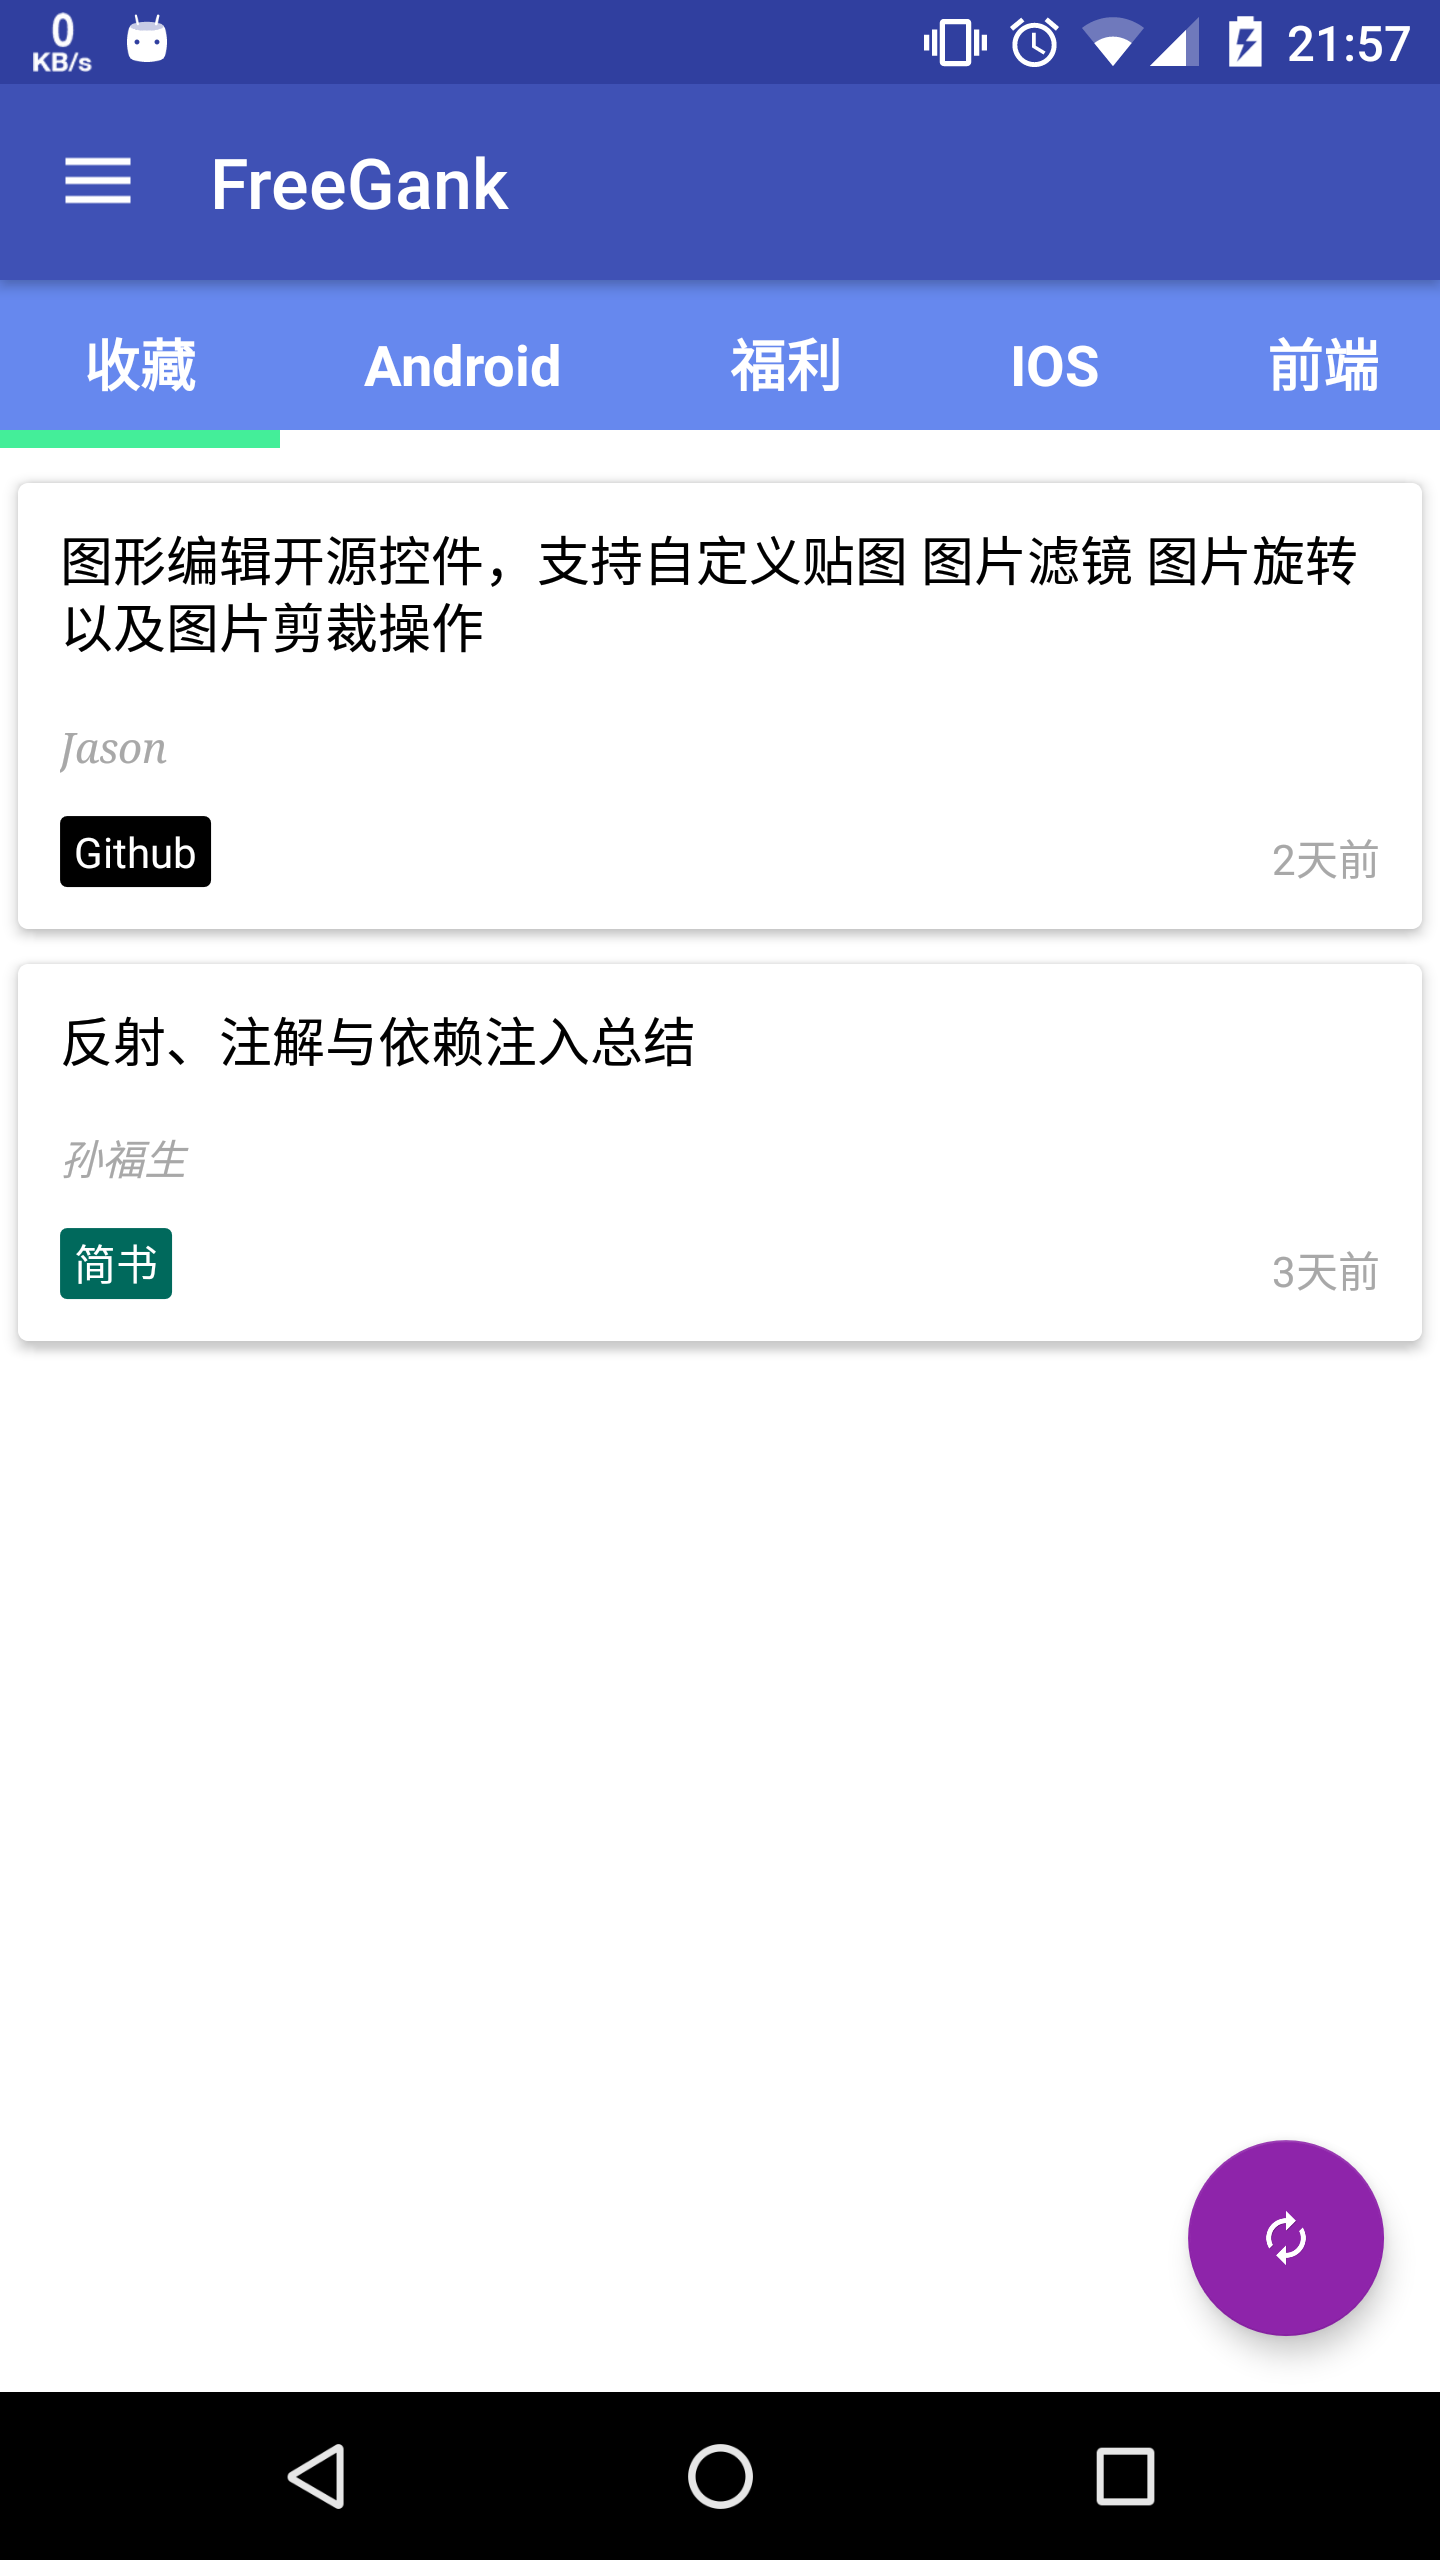 0
KB/s
21:57
FreeGank
收藏 Android 福利 IOS 前端
图形编辑开源控件，支持自定义贴图 图片滤镜 图片旋转
以及图片剪裁操作
Jason
Github
2天前
反射、注解与依赖注入总结
孙福生
简书
3天前